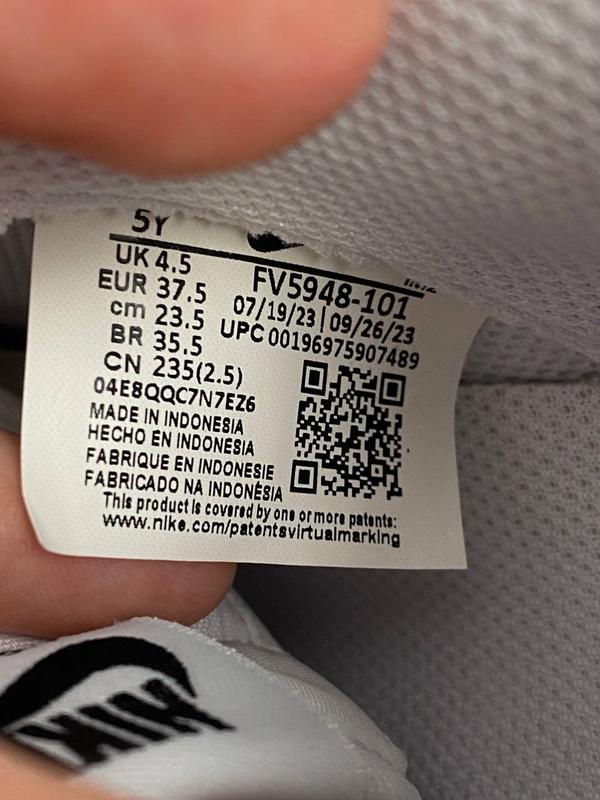 5Y
UK 4.5
EUR 37.5
cm 23.5
BR 35.5
CN 235(2.5)
FV5948-101
07/19/23|09/26/23
UPC 00196975907489
04E8QQC7N7EZ6
MADE IN INDONESIA
HECHO EN INDONESIA
FABRIQUE EN INDONESIE
FABRICADO NA INDONÉSIA
This product is covered by one or more patents:
www.nike.com/patentsvirtualmarking